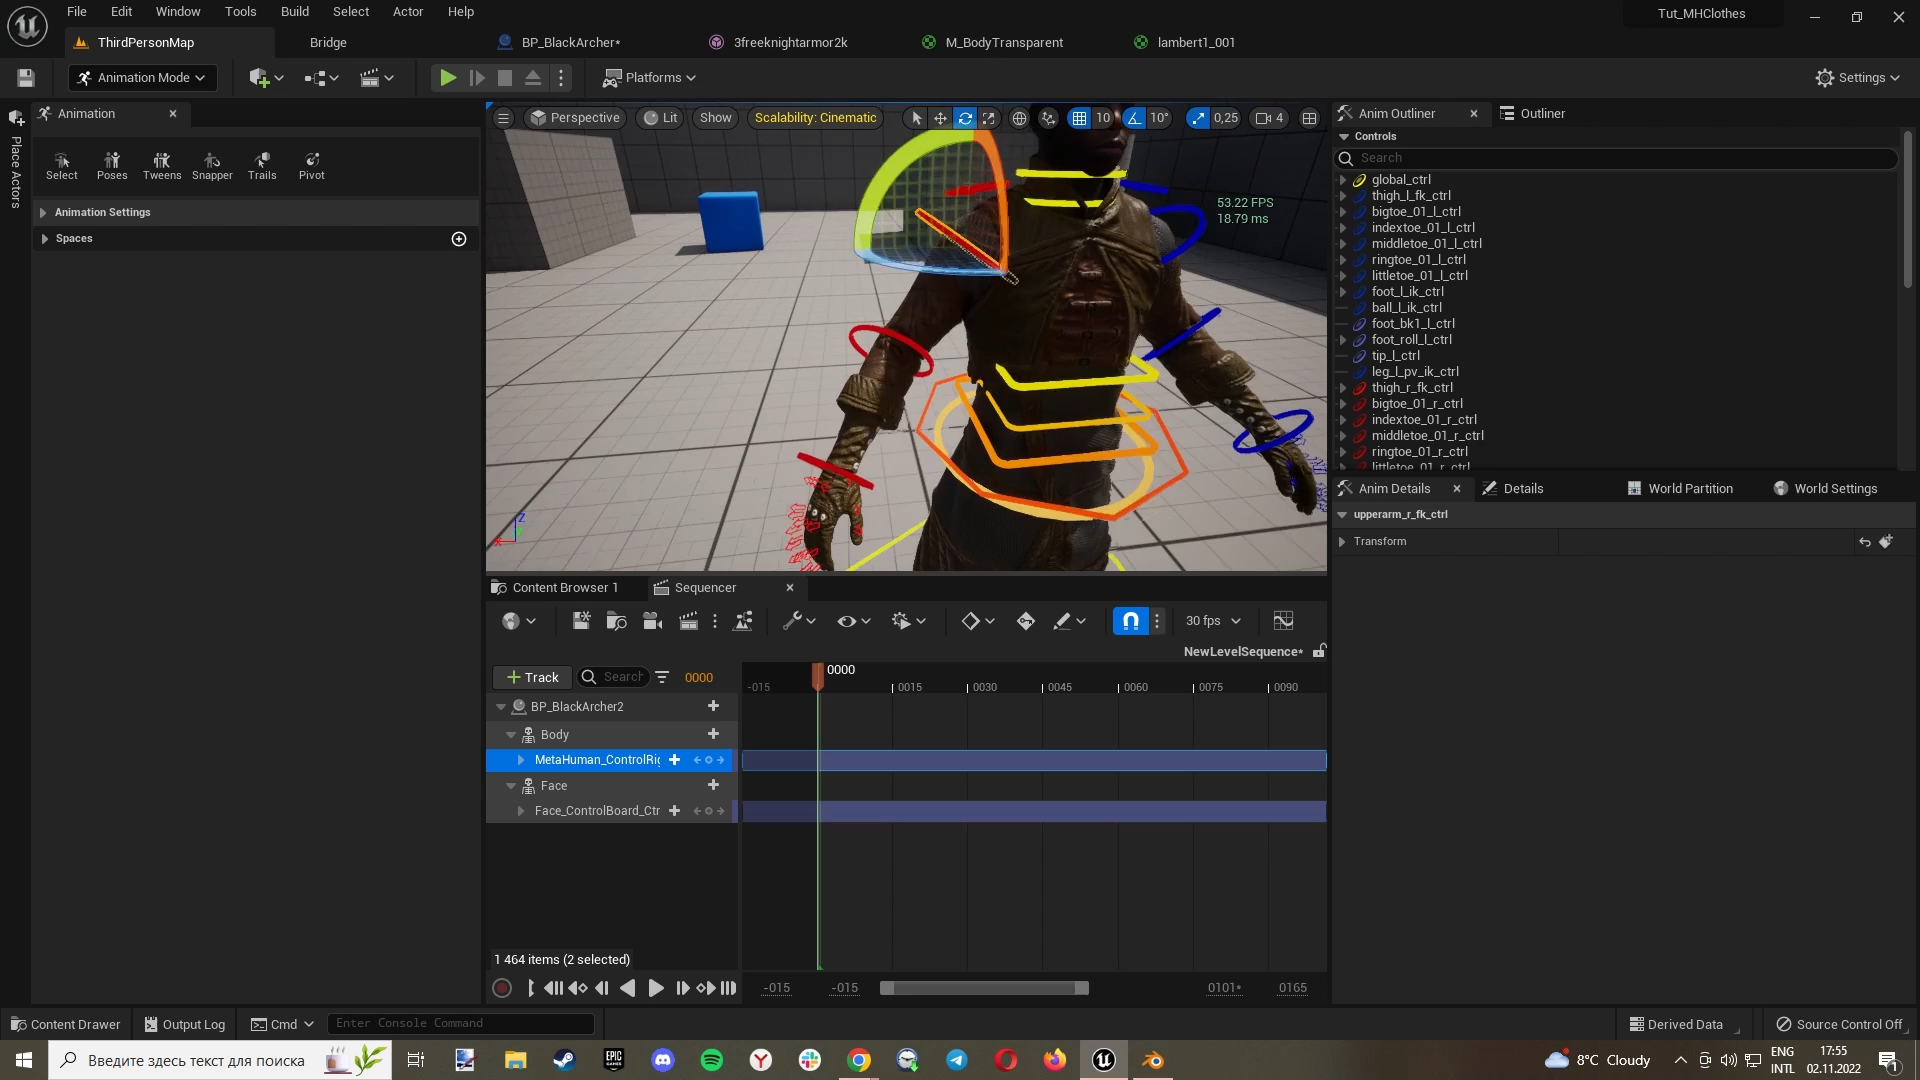 File Edit Window Tools Build Select Actor Help
Tut_MHClothes
ThirdPersonMap
Bridge
BP_BlackArcher*
3freeknightarmor2k
M_BodyTransparent
lambert1_001
Animation Mode
Platforms
Settings
Place Actors
Animation
Select
Poses
Tweens
Snapper
Trails
Pivot
Animation Settings
Spaces
Perspective
Lit
Show
Scalability: Cinematic
10
10°
0,25
4
53.22 FPS
18.79 ms
Z
X
Anim Outliner
Outliner
Controls
Search
global_ctrl
thigh_l_fk_ctrl
bigtoe_01_l_ctrl
indextoe_01_l_ctrl
middletoe_01_l_ctrl
ringtoe_01_l_ctrl
littletoe_01_l_ctrl
foot_l_ik_ctrl
ball_l_ik_ctrl
foot_bk1_l_ctrl
foot_roll_l_ctrl
tip_l_ctrl
leg_l_pv_ik_ctrl
thigh_r_fk_ctrl
bigtoe_01_r_ctrl
indextoe_01_r_ctrl
middletoe_01_r_ctrl
ringtoe_01_r_ctrl
littletoe_01_r_ctrl
Anim Details
Details
World Partition
World Settings
upperarm_r_fk_ctrl
Transform
Content Browser 1
Sequencer
30 fps
NewLevelSequence*
Track
Search
0000
0000
-015
0015
0030
0045
0060
0075
0090
BP_BlackArcher2
Body
MetaHuman_ControlRig
Face
Face_ControlBoard_Ctr
1 464 items (2 selected)
-015
-015
0101*
0165
Content Drawer
Output Log
Cmd
Enter Console Command
Derived Data
Source Control Off
Введите здесь текст для поиска
EPIC
GAMES
8°C Cloudy
ENG
INTL
17:55
02.11.2022
1